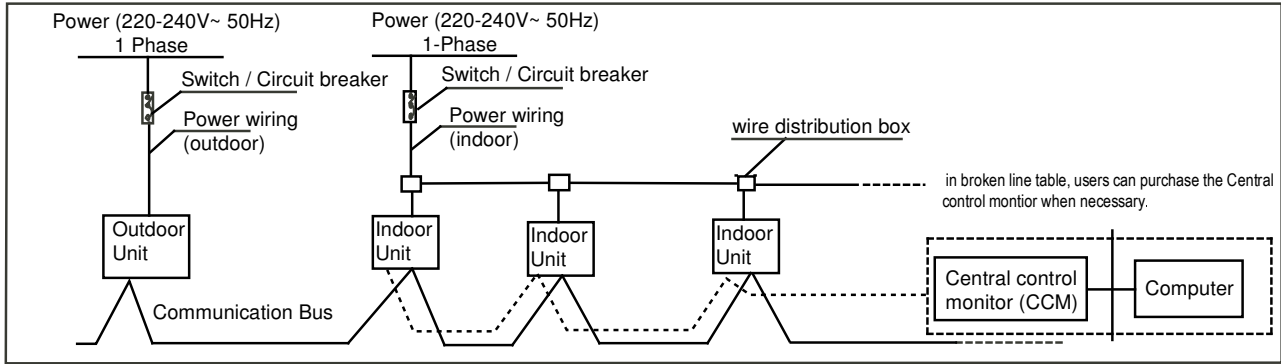 Power (220-240V~ 50Hz)
1 Phase
Switch / Circuit breaker
Power wiring
(outdoor)
Outdoor
Unit
Power (220-240V~ 50Hz)
1-Phase
Switch / Circuit breaker
Power wiring
(indoor)
wire distribution box
in broken line table, users can purchase the Central
control montior when necessary.
Indoor
Unit
Indoor
Unit
Indoor
Unit
Central control
monitor (CCM)
Computer
Communication Bus